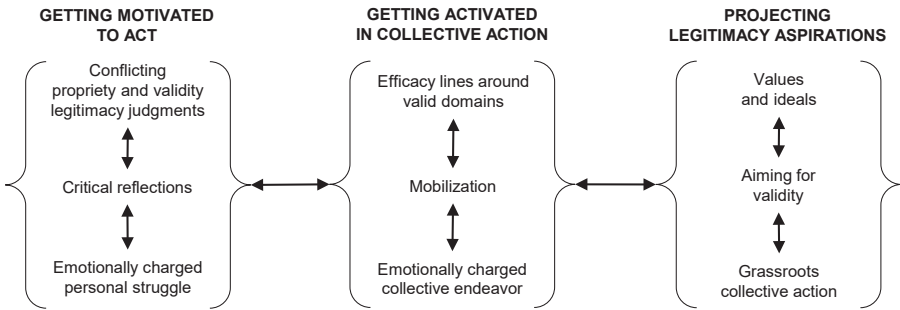 GETTING MOTIVATED
TO ACT
Conflicting
propriety and validity
legitimacy judgments
Critical reflections
Emotionally charged
personal struggle
GETTING ACTIVATED
IN COLLECTIVE ACTION
Efficacy lines around
valid domains
Mobilization
Emotionally charged
collective endeavor
PROJECTING
LEGITIMACY ASPIRATIONS
Values
and ideals
Aiming for
validity
Grassroots
collective action